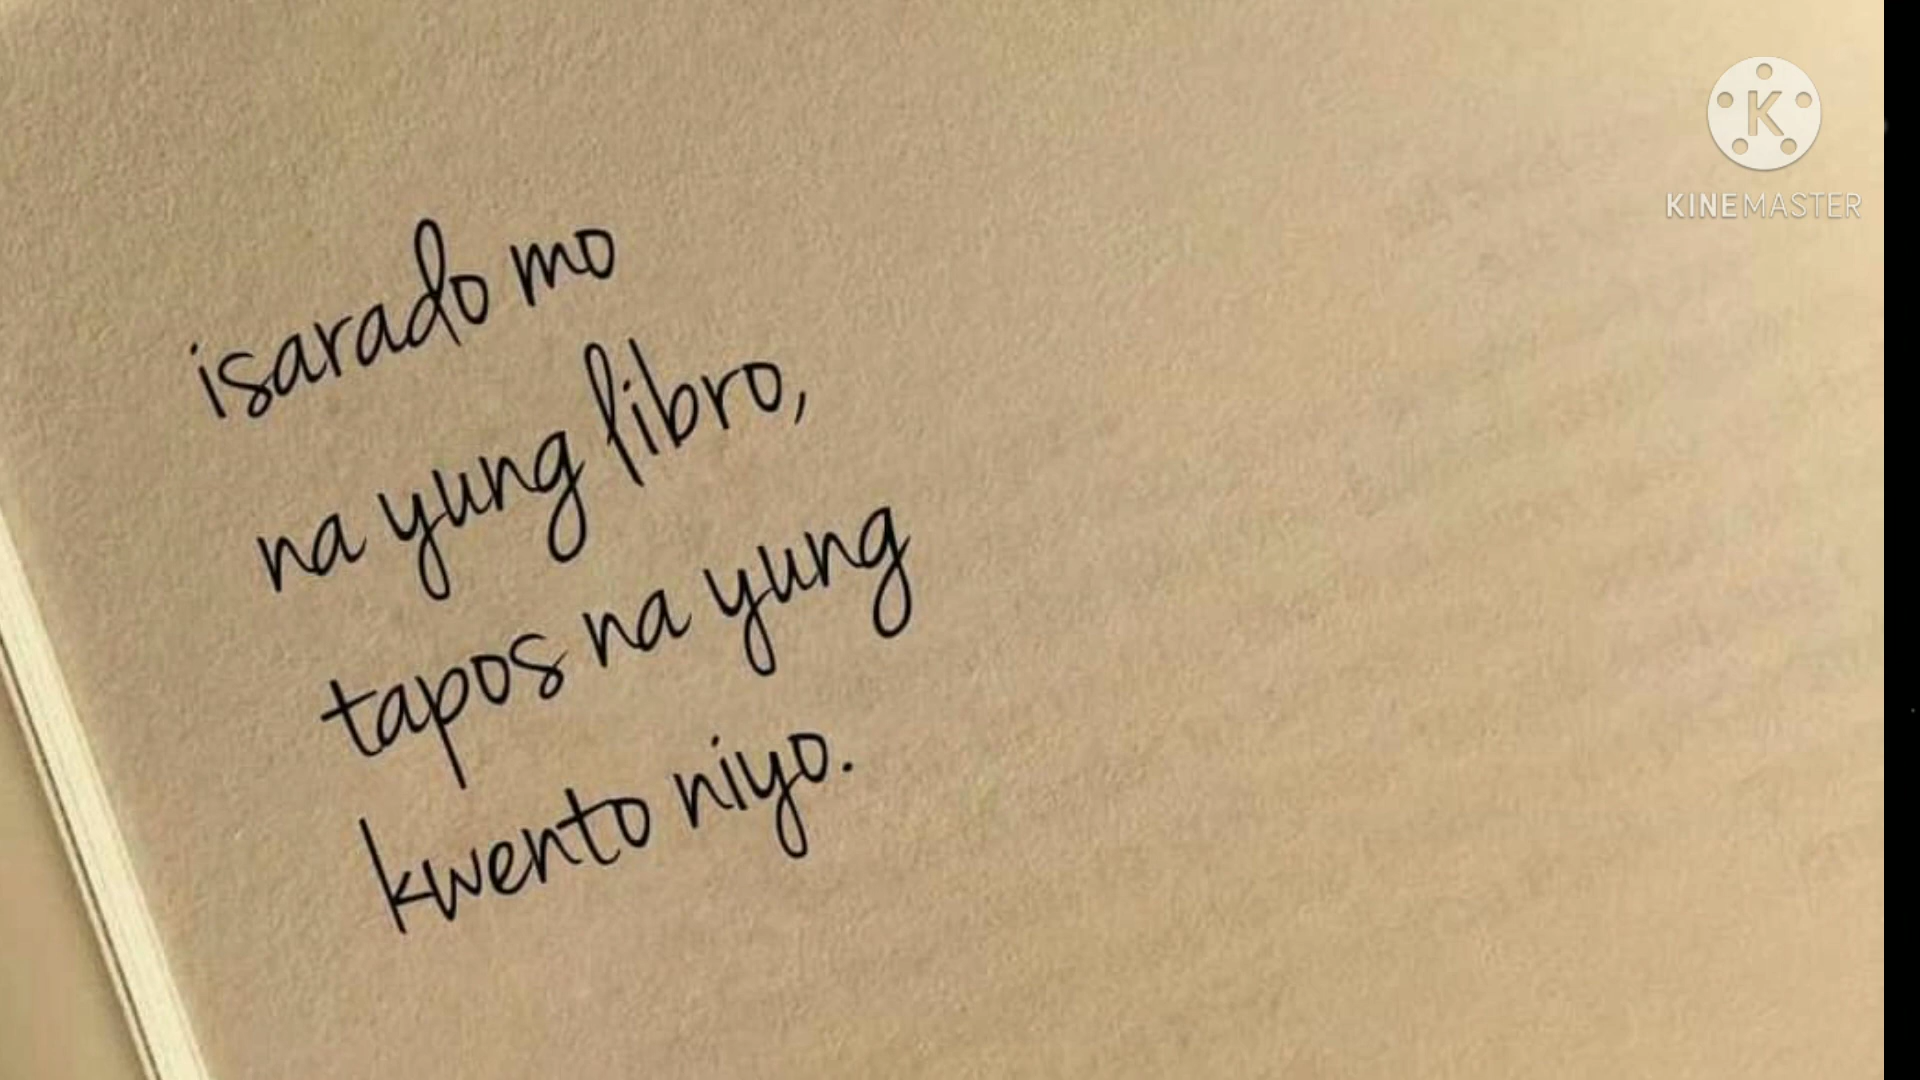 isarado mo
na yung libro,
tapos na yung
kwento niyo.
K
KINEMASTER